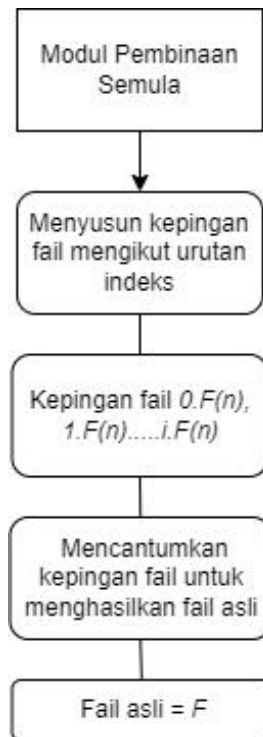 Modul Pembinaan
Semula
Menyusun kepingan
fail mengikut urutan
indeks
Kepingan fail 0.F(n),
1.F(n).....i.F(n)
Mencantumkan
kepingan fail untuk
menghasilkan fail asli
Fail asli = F